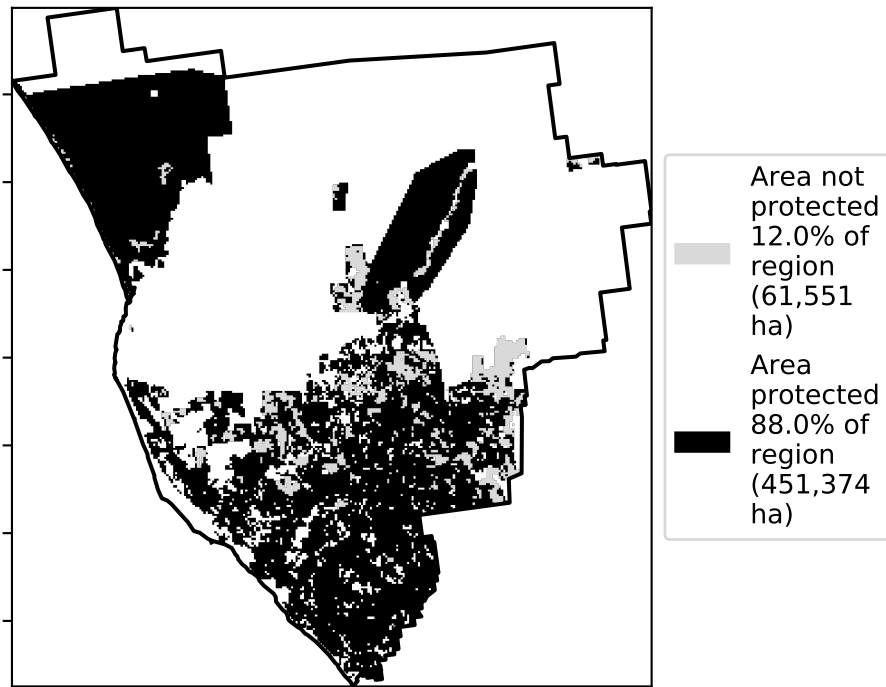 Area not
protected
12.0% of
region
(61,551
ha)
Area
protected
88.0% of
region
(451,374
ha)